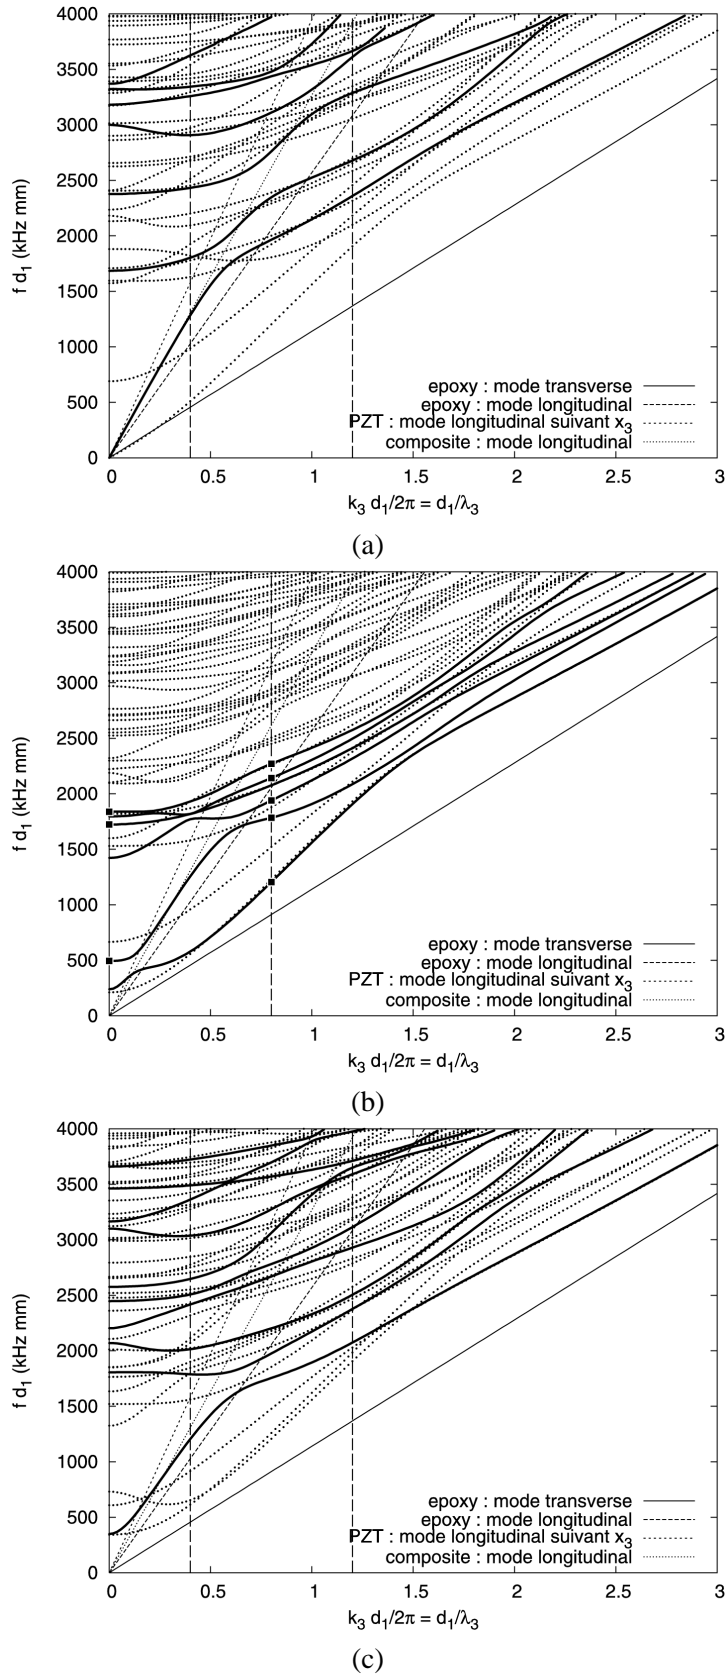 4000
3500
3000
2500
2000
1500
1000
500
0
f d1 (kHz mm)
epoxy : mode transverse
epoxy : mode longitudinal
PZT : mode longitudinal suivant x3
composite : mode longitudinal
0 0.5 1 1.5 2 2.5 3
k3 d1/2π = d1/λ3
(a)
4000
3500
3000
2500
2000
1500
1000
500
0
f d1 (kHz mm)
epoxy : mode transverse
epoxy : mode longitudinal
PZT : mode longitudinal suivant x3
composite : mode longitudinal
0 0.5 1 1.5 2 2.5 3
k3 d1/2π = d1/λ3
(b)
4000
3500
3000
2500
2000
1500
1000
500
0
f d1 (kHz mm)
epoxy : mode transverse
epoxy : mode longitudinal
PZT : mode longitudinal suivant x3
composite : mode longitudinal
0 0.5 1 1.5 2 2.5 3
k3 d1/2π = d1/λ3
(c)